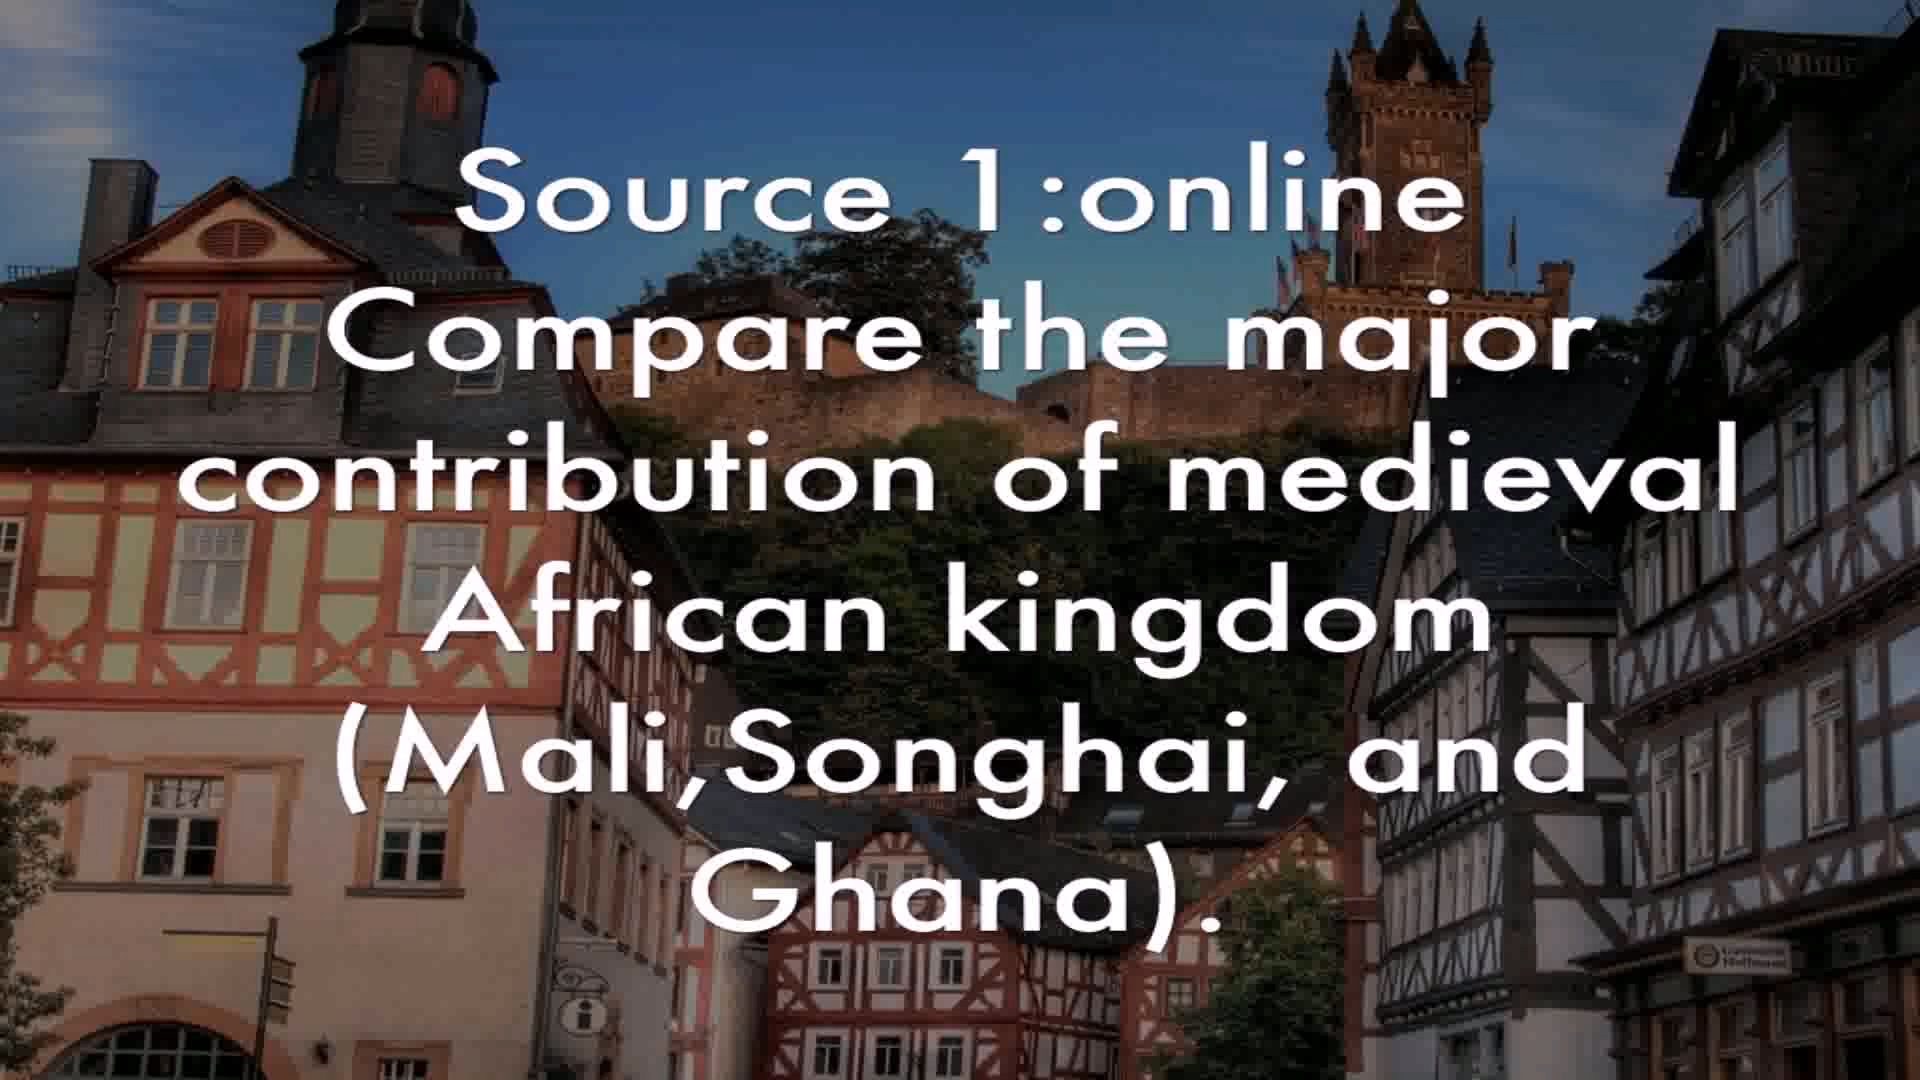 Source 1:online
Compare the major
contribution of medieval
African kingdom
(Mali,Songhai, and
Ghana).
i